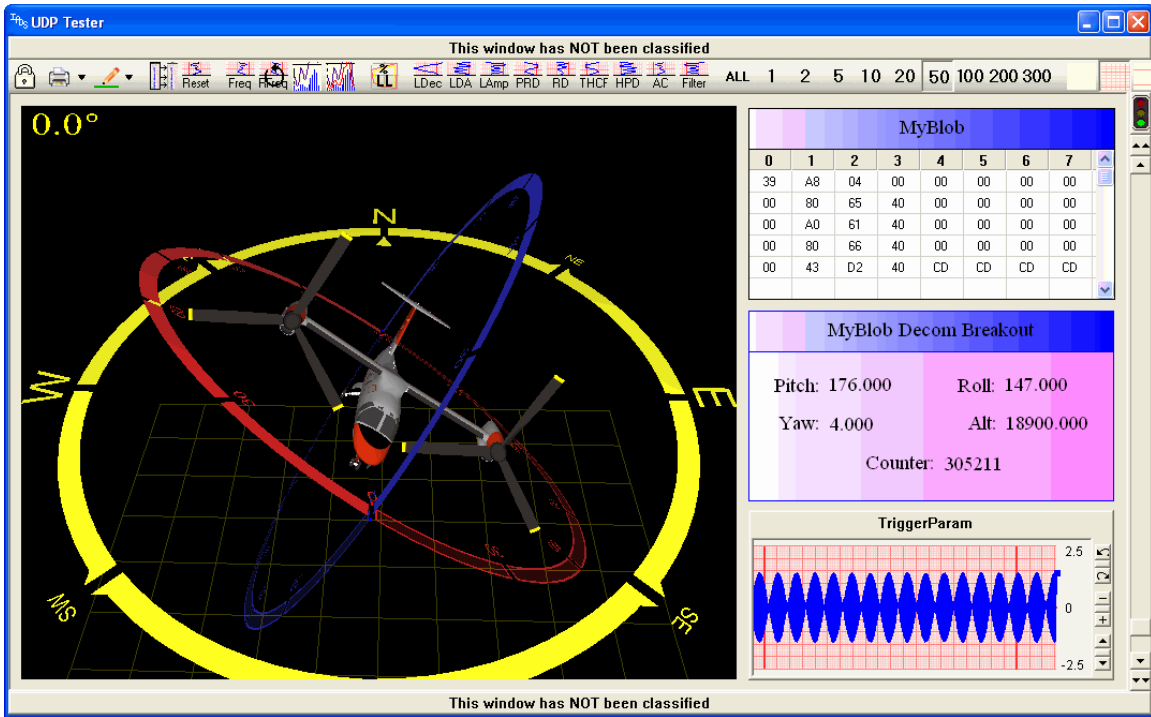 IADS UDP Tester
This window has NOT been classified
Reset Freq LL LDec LDA LAmp PRD RD THCF HPD AC Filter ALL 1 2 5 10 20 50 100 200 300
0.0°
N
NE
W
E
SE
MyBlob
0 1 2 3 4 5 6 7
39 A8 04 00 00 00 00 00
00 80 65 40 00 00 00 00
00 A0 61 40 00 00 00 00
00 80 66 40 00 00 00 00
00 43 D2 40 CD CD CD CD
MyBlob Decom Breakout
Pitch: 176.000 Roll: 147.000
Yaw: 4.000 Alt: 18900.000
Counter: 305211
TriggerParam
2.5
0
-2.5
This window has NOT been classified